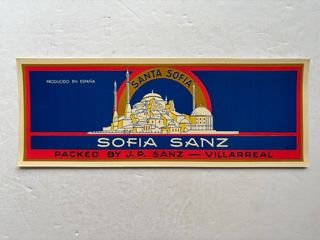 PRODUCIDO EN ESPAÑA
SANTA SOFIA
SOFIA SANZ
PACKED BY J. P. SANZ — VILLARREAL